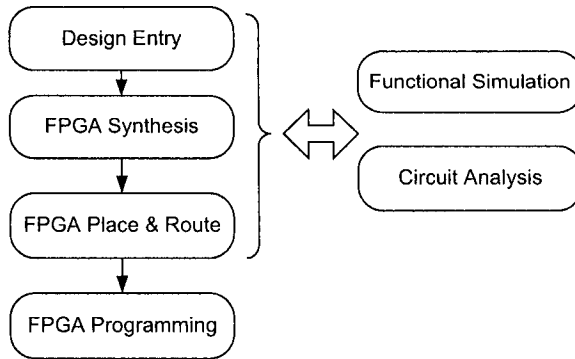 Design Entry
FPGA Synthesis
FPGA Place & Route
FPGA Programming
Functional Simulation
Circuit Analysis